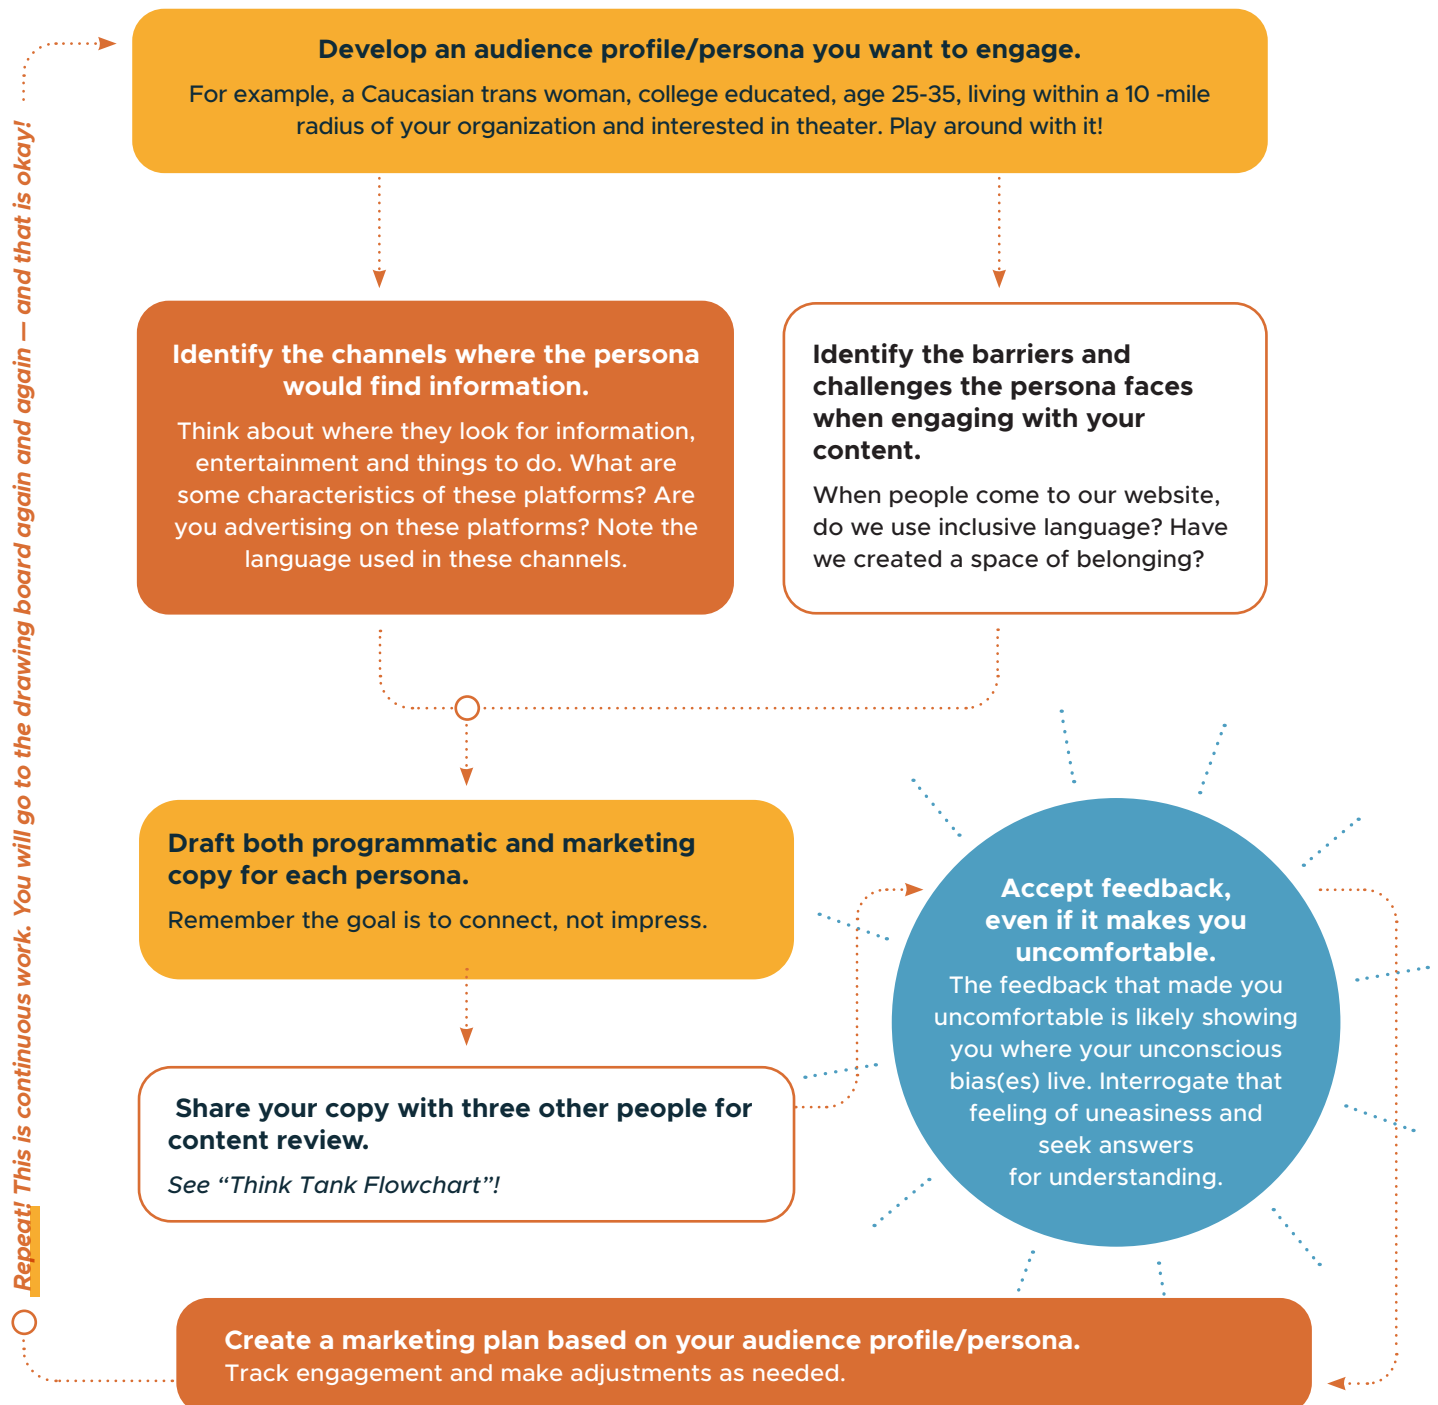 Develop an audience profile/persona you want to engage.
For example, a Caucasian trans woman, college educated, age 25-35, living within a 10 -mile
radius of your organization and interested in theater. Play around with it!
Identify the channels where the persona
would find information.
Think about where they look for information,
entertainment and things to do. What are
some characteristics of these platforms? Are
you advertising on these platforms? Note the
language used in these channels.
Identify the barriers and
challenges the persona faces
when engaging with your
content.
When people come to our website,
do we use inclusive language? Have
we created a space of belonging?
Draft both programmatic and marketing
copy for each persona.
Remember the goal is to connect, not impress.
Share your copy with three other people for
content review.
See “Think Tank Flowchart”!
Accept feedback,
even if it makes you
uncomfortable.
The feedback that made you
uncomfortable is likely showing
you where your unconscious
bias(es) live. Interrogate that
feeling of uneasiness and
seek answers
for understanding.
Create a marketing plan based on your audience profile/persona.
Track engagement and make adjustments as needed.
Repeat! This is continuous work. You will go to the drawing board again and again — and that is okay!